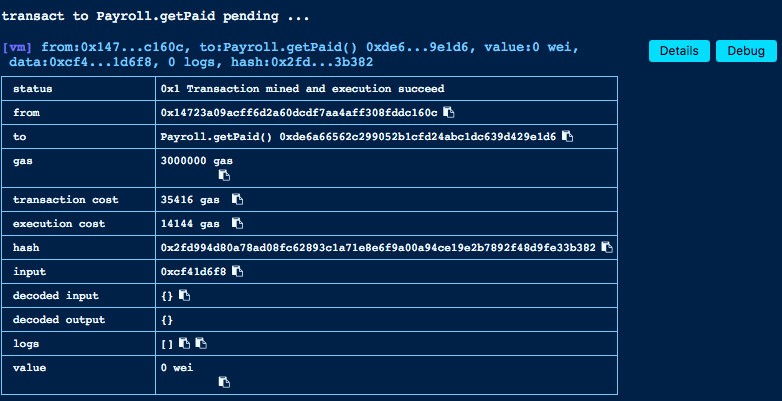 transact to Payroll.getPaid pending ...
[vm] from:0x147...c160c, to:Payroll.getPaid() 0xde6...9e1d6, value:0 wei,
data:0xcf4...1d6f8, 0 logs, hash:0x2fd...3b382
Details Debug
status 0x1 Transaction mined and execution succeed
from 0x14723a09acff6d2a60dcdf7aa4aff308fddc160c
to Payroll.getPaid() 0xde6a66562c299052b1cfd24abc1dc639d429e1d6
gas 3000000 gas
transaction cost 35416 gas
execution cost 14144 gas
hash 0x2fd994d80a78ad08fc62893c1a71e8e6f9a00a94ce19e2b7892f48d9fe33b382
input 0xcf41d6f8
decoded input {}
decoded output {}
logs []
value 0 wei